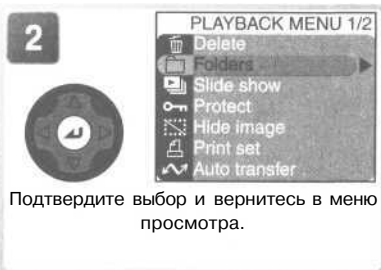 2
PLAYBACK MENU 1/2
Delete
Folders
Slide show
Protect
Hide image
Print set
Auto transfer
Подтвердите выбор и вернитесь в меню
просмотра.